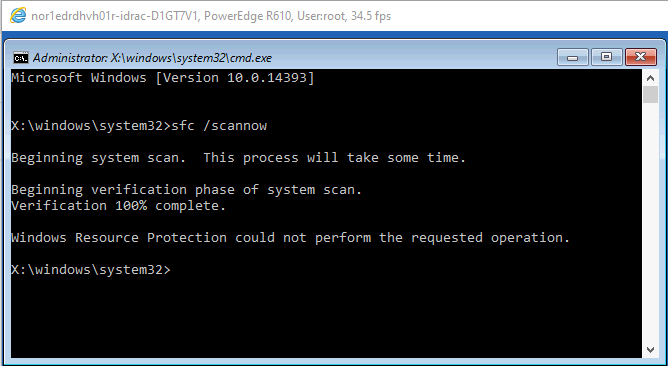 nor1edrdhvh01r-idrac-D1GT7V1, PowerEdge R610, User:root, 34.5 fps
Administrator: X:\windows\system32\cmd.exe
Microsoft Windows [Version 10.0.14393]
X:\windows\system32>sfc /scannow
Beginning system scan.  This process will take some time.
Beginning verification phase of system scan.
Verification 100% complete.
Windows Resource Protection could not perform the requested operation.
X:\windows\system32>